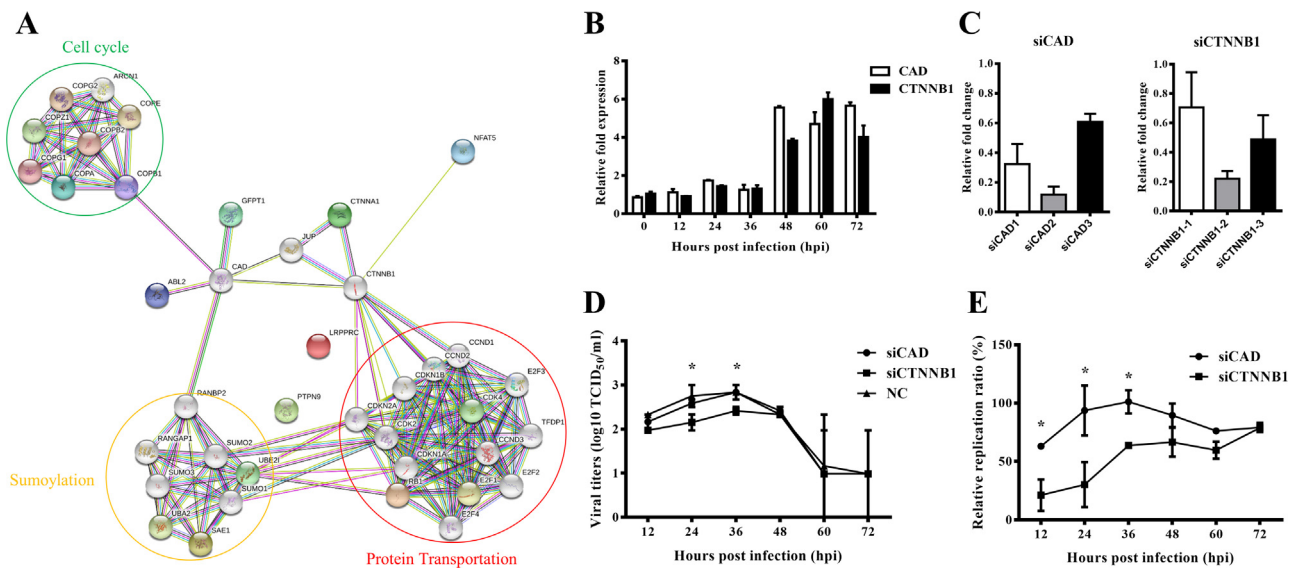 A
Cell cycle
ARCN1
COPG2
COPE
COPZ1
COPB2
COPG1
COPA
COPB1
NFAT5
GFPT1
CTNNA1
JUP
CAD
CTNNB1
ABL2
LRPPRC
CCND1
CCND2
CDKN1B
E2F3
CDK4
RANBP2
PTPN9
CDKN2A
TFDP1
CDK2
CCND3
RANGAP1
SUMO2
UBE2I
CDKN1A
E2F2
SUMO3
RB1
E2F1
Sumoylation
SUMO1
UBA2
SAE1
E2F4
Protein Transportation
B
Relative fold expression
8
6
4
2
0
CAD
CTNNB1
0 12 24 36 48 60 72
Hours post infection (hpi)
C
siCAD
Relative fold change
1.0
0.8
0.6
0.4
0.2
0.0
siCAD1 siCAD2 siCAD3
siCTNNB1
Relative fold change
1.0
0.8
0.6
0.4
0.2
0.0
siCTNNB1-1 siCTNNB1-2 siCTNNB1-3
D
Viral titers (log10 TCID50/ml)
4
3
2
1
0
* *
siCAD
siCTNNB1
NC
12 24 36 48 60 72
Hours post infection (hpi)
E
Relative replication ratio (%)
150
100
50
0
* * *
siCAD
siCTNNB1
12 24 36 48 60 72
Hours post infection (hpi)